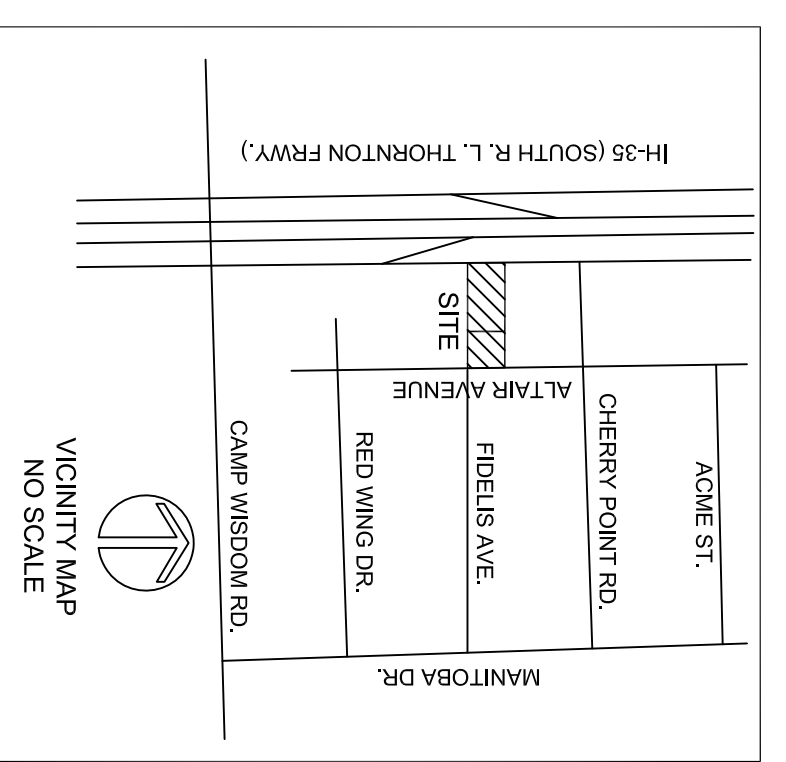 IH-35 (SOUTH R. L. THORNTON FRWY.)
SITE
ALTAIR AVENUE
CAMP WISDOM RD.
RED WING DR.
FIDELIS AVE.
CHERRY POINT RD.
ACME ST.
MANITOBA DR.
VICINITY MAP
NO SCALE